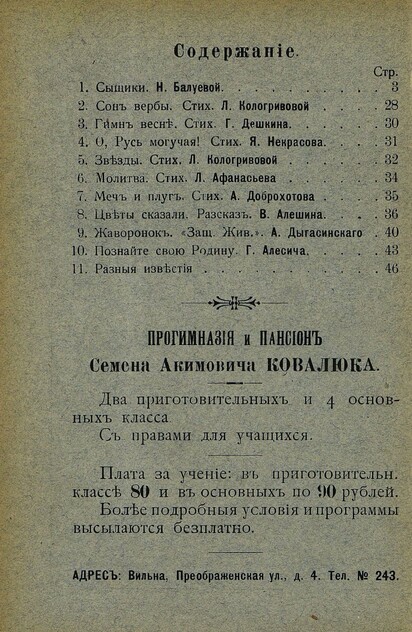 Содержаніе.
Стр.
1. Сыщики. Н. Балуевой. . . . . . . . . . 3
2. Сонъ вербы. Стих. Л. Кологривовой . . . . . 28
3. Гимнъ веснѣ. Стих. Г. Дешкина. . . . . . . 30
4. О, Русь могучая! Стих. Я. Некрасова. . . . . 31
5. Звѣзды. Стих. Л. Кологривовой . . . . . . 32
6. Молитва. Стих. Л. Афанасьева . . . . . . 34
7. Мечъ и плугъ. Стих. А. Доброхотова . . . . 35
8. Цвѣты сказали. Разсказъ. В. Алешина. . . . . 36
9. Жаворонокъ. «Защ. Жив.». А. Дыгасинскаго 40
10. Познайте свою Родину. Г. Алесича. . . . . . 43
11. Разныя извѣстія . . . . . . . . . . . 46
ПРОГИМНАЗІЯ и ПАНСІОНЪ
Семена Акимовича КОВАЛЮКА.
Два приготовительныхъ и 4 основ-
ныхъ класса
Съ правами для учащихся.
Плата за ученіе: въ приготовительн.
классѣ 80 и въ основныхъ по 90 рублей.
Болѣе подробныя условія и программы
высылаются безплатно.
АДРЕСЪ: Вильна, Преображенская ул., д. 4. Тел. № 243.